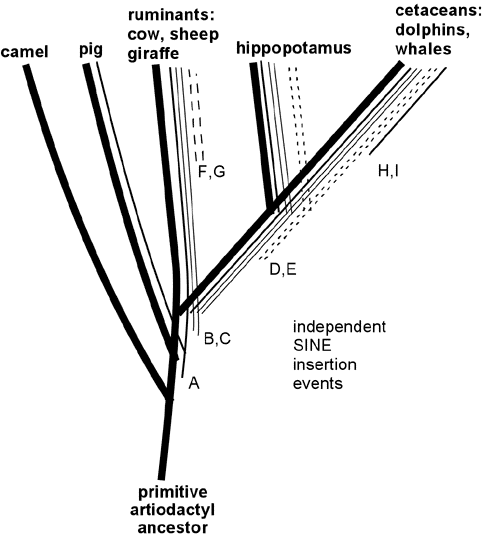 camel
pig
ruminants:
cow, sheep
giraffe
hippopotamus
cetaceans:
dolphins,
whales
F,G
H,I
D,E
B,C
A
independent
SINE
insertion
events
primitive
artiodactyl
ancestor